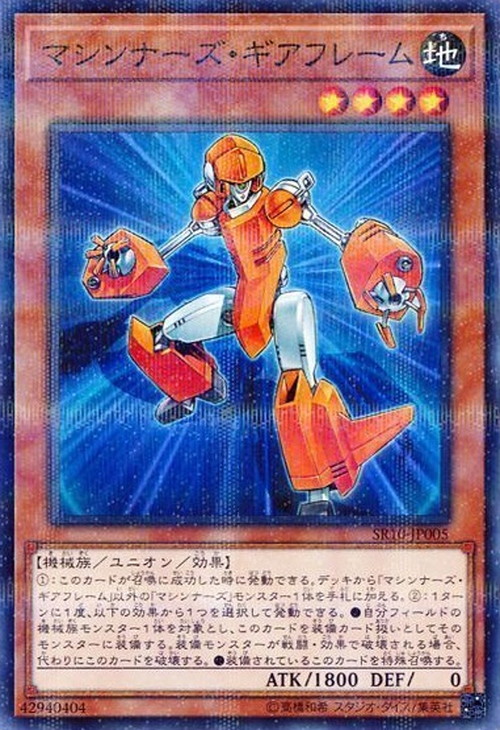 マシンナーズ・ギアフレーム
地
SR10-JP005
【機械族／ユニオン／効果】
①：このカードが召喚に成功した時に発動できる。デッキから「マシンナーズ・
ギアフレーム」以外の「マシンナーズ」モンスター１体を手札に加える。②：１ター
ンに１度、以下の効果から１つを選択して発動できる。●自分フィールドの
機械族モンスター１体を対象とし、このカードを装備カード扱いとしてその
モンスターに装備する。装備モンスターが戦闘・効果で破壊される場合、
代わりにこのカードを破壊する。●装備されているこのカードを特殊召喚する。
ATK/1800 DEF/ 0
42940404
©高橋和希 スタジオ・ダイス/集英社